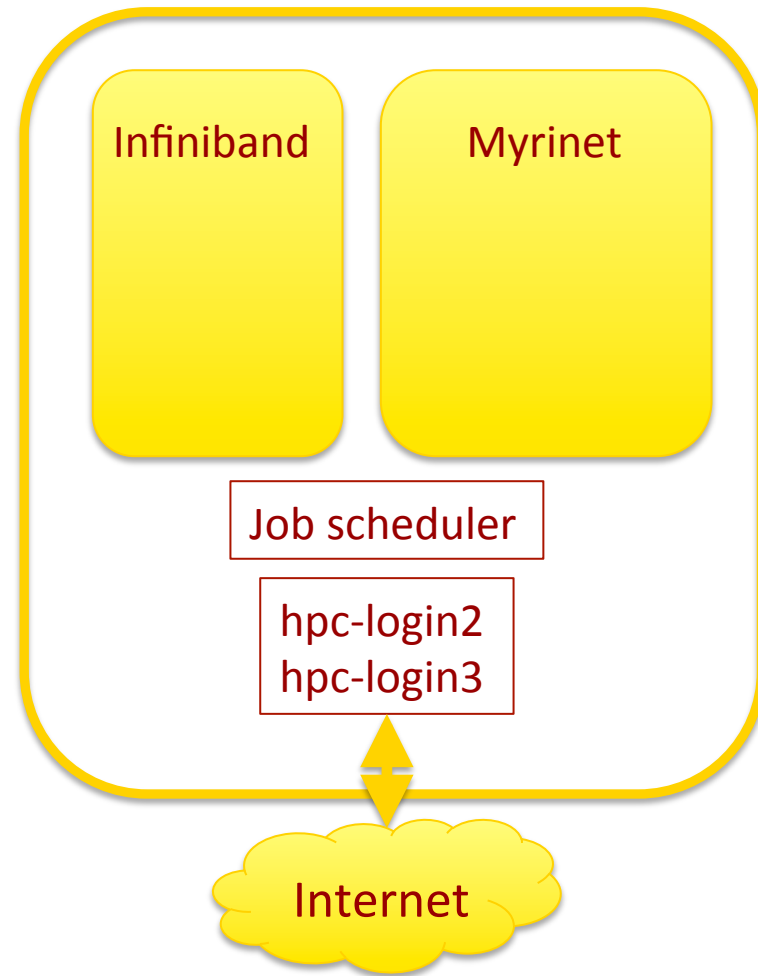 Infiniband
Myrinet
Job scheduler
hpc-login2
hpc-login3
Internet